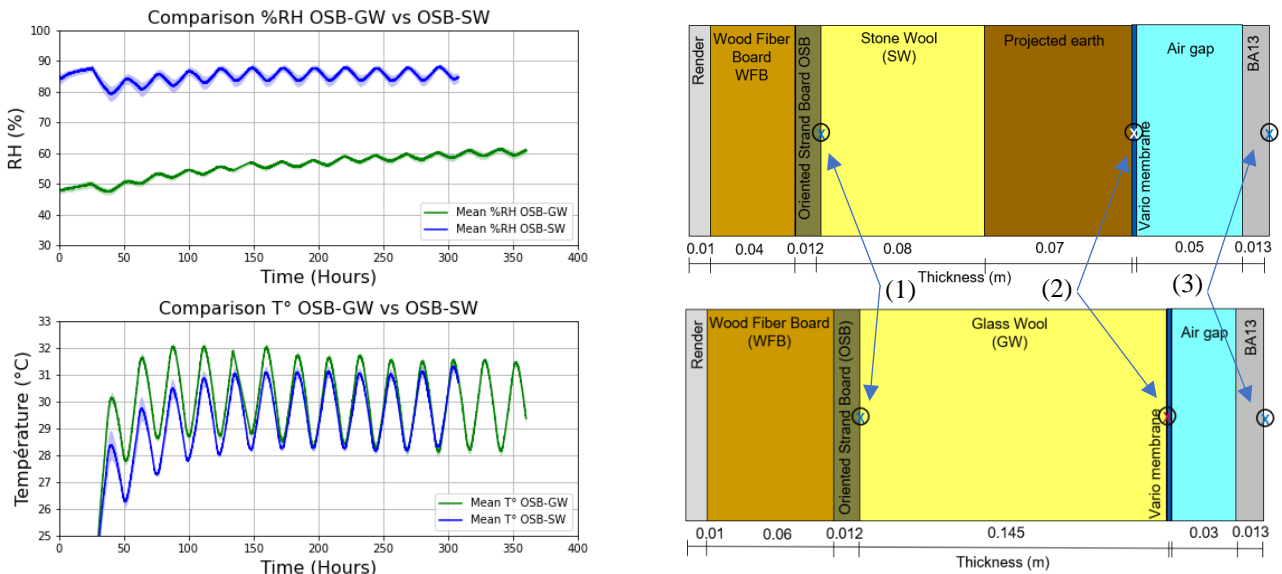 Comparison %RH OSB-GW vs OSB-SW
RH (%)
100
90
80
70
60
50
40
30
Mean %RH OSB-GW
Mean %RH OSB-SW
0 50 100 150 200 250 300 350 400
Time (Hours)
Comparison T° OSB-GW vs OSB-SW
Température (°C)
33
32
31
30
29
28
27
26
25
Mean T° OSB-GW
Mean T° OSB-SW
0 50 100 150 200 250 300 350 400
Time (Hours)
Render
Wood Fiber
Board
WFB
Oriented Strand Board OSB
Stone Wool
(SW)
Projected earth
Vario membrane
Air gap
BA13
x
x
x
0.01 0.04 0.012 0.08 0.07 0.05 0.013
Thickness (m)
(1)
(2)
(3)
Render
Wood Fiber Board
(WFB)
Oriented Strand Board (OSB)
Glass Wool
(GW)
Vario membrane
Air gap
BA13
x
x
x
0.01 0.06 0.012 0.145 0.03 0.013
Thickness (m)